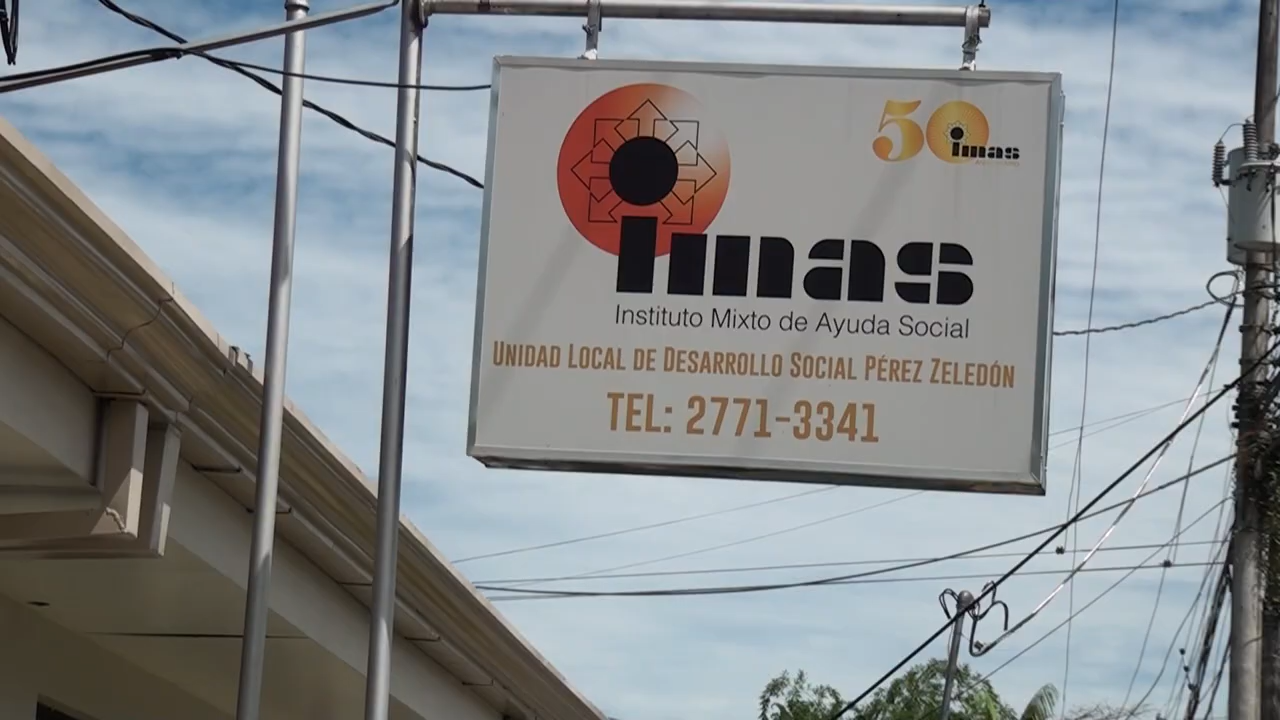 50
imas
imas
Instituto Mixto de Ayuda Social
UNIDAD LOCAL DE DESARROLLO SOCIAL PÉREZ ZELEDÓN
TEL: 2771-3341